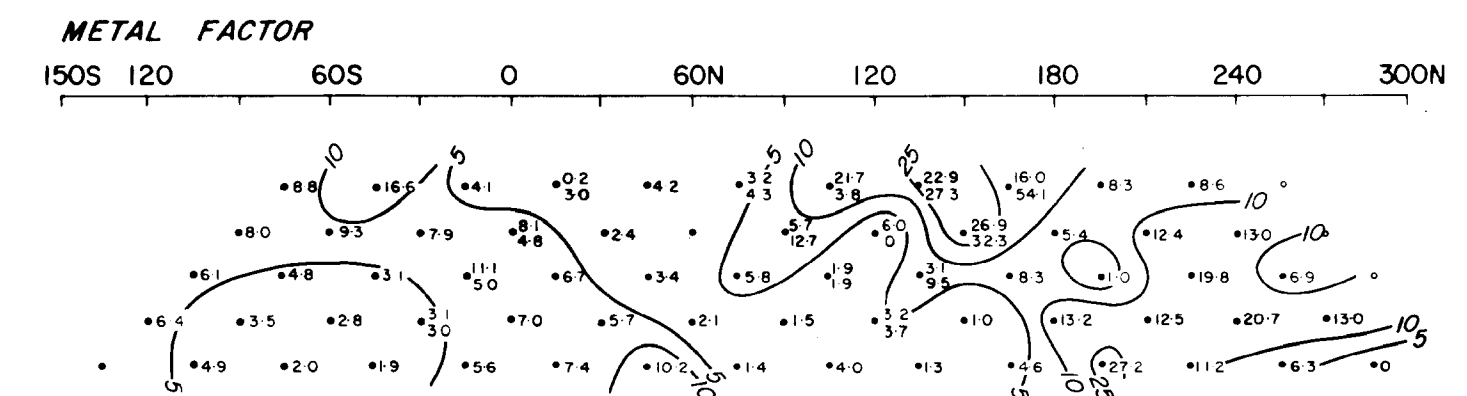 METAL FACTOR
150S 120 60S 0 60N 120 180 240 300N
10 5 5 10 25
8.8 16.6 4.1 0.2 4.2 3.2 21.7 22.9 16.0 8.3 8.6
3.0 4.3 3.8 27.3 54.1
10
8.0 9.3 7.9 8.1 2.4 5.7 6.0 26.9 5.4 12.4 13.0 10
4.8 12.7 0 32.3
6.1 4.8 3.1 11.1 6.7 3.4 5.8 1.9 3.1 8.3 1.0 19.8 6.9
5.0 1.9 9.5
6.4 3.5 2.8 3.1 7.0 5.7 2.1 1.5 3.2 1.0 13.2 12.5 20.7 13.0 10
3.0 3.7 5
4.9 2.0 1.9 5.6 7.4 10.2 5 1.4 4.0 1.3 4.6 27.2 11.2 6.3 0
5 10 5 10 25